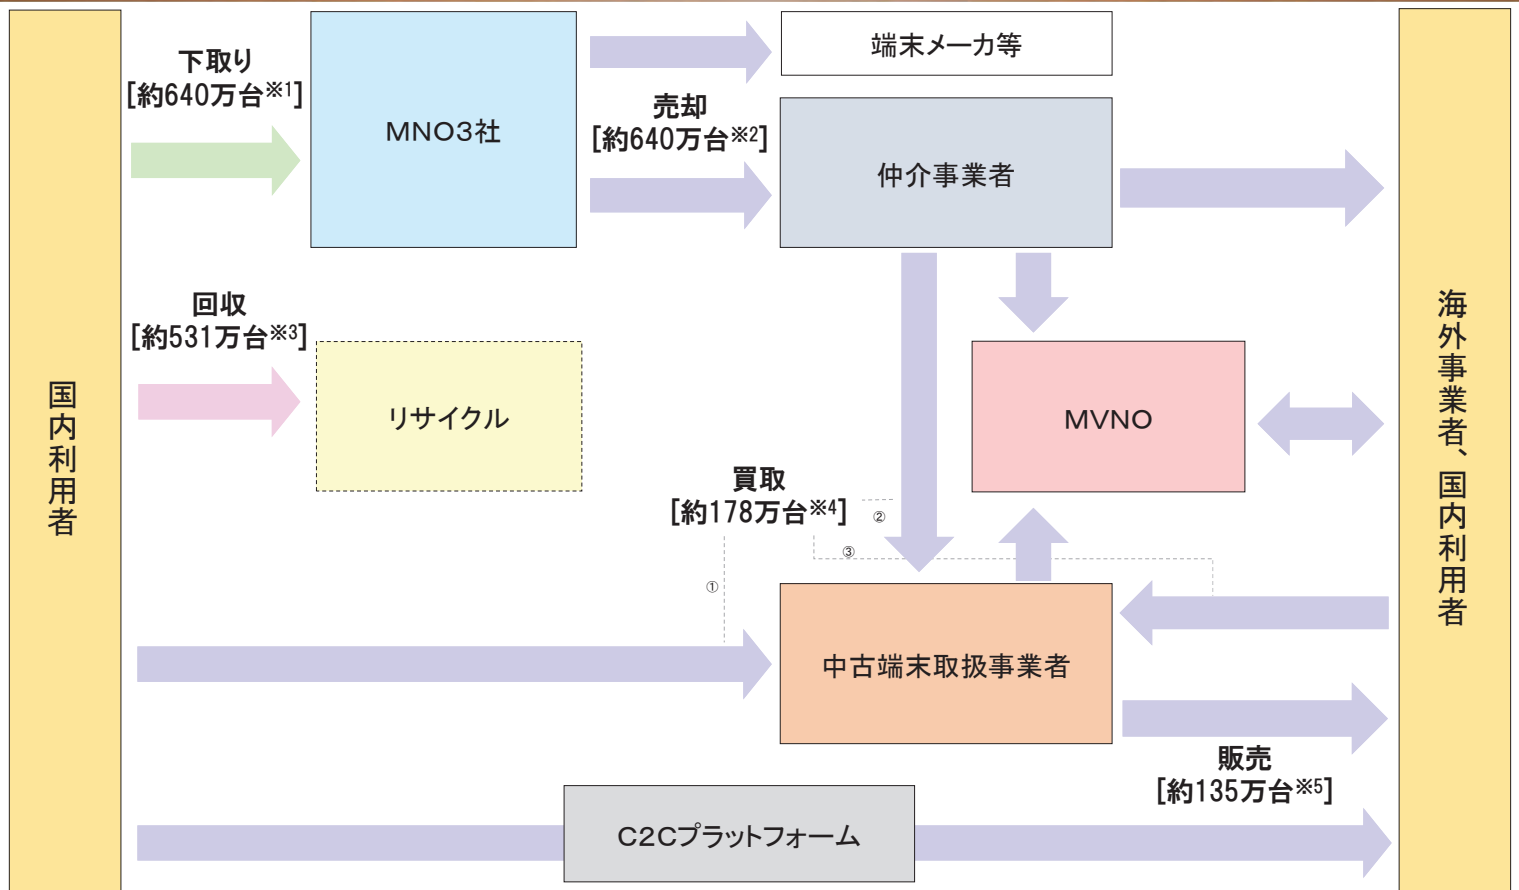 国内利用者
下取り
[約640万台※1]
MNO3社
売却
[約640万台※2]
端末メーカ等
仲介事業者
回収
[約531万台※3]
リサイクル
MVNO
買取
[約178万台※4]
①
②
③
中古端末取扱事業者
販売
[約135万台※5]
C2Cプラットフォーム
海外事業者、国内利用者